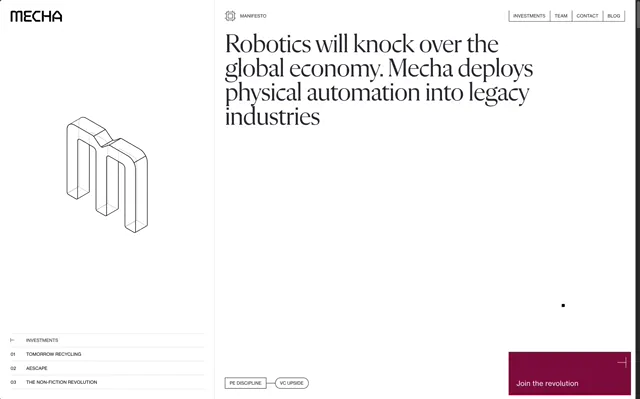 MECHA
MANIFESTO
INVESTMENTS
TEAM
CONTACT
BLOG
Robotics will knock over the
global economy. Mecha deploys
physical automation into legacy
industries
INVESTMENTS
01 TOMORROW RECYCLING
02 AESCAPE
03 THE NON-FICTION REVOLUTION
PE DISCIPLINE
VC UPSIDE
Join the revolution